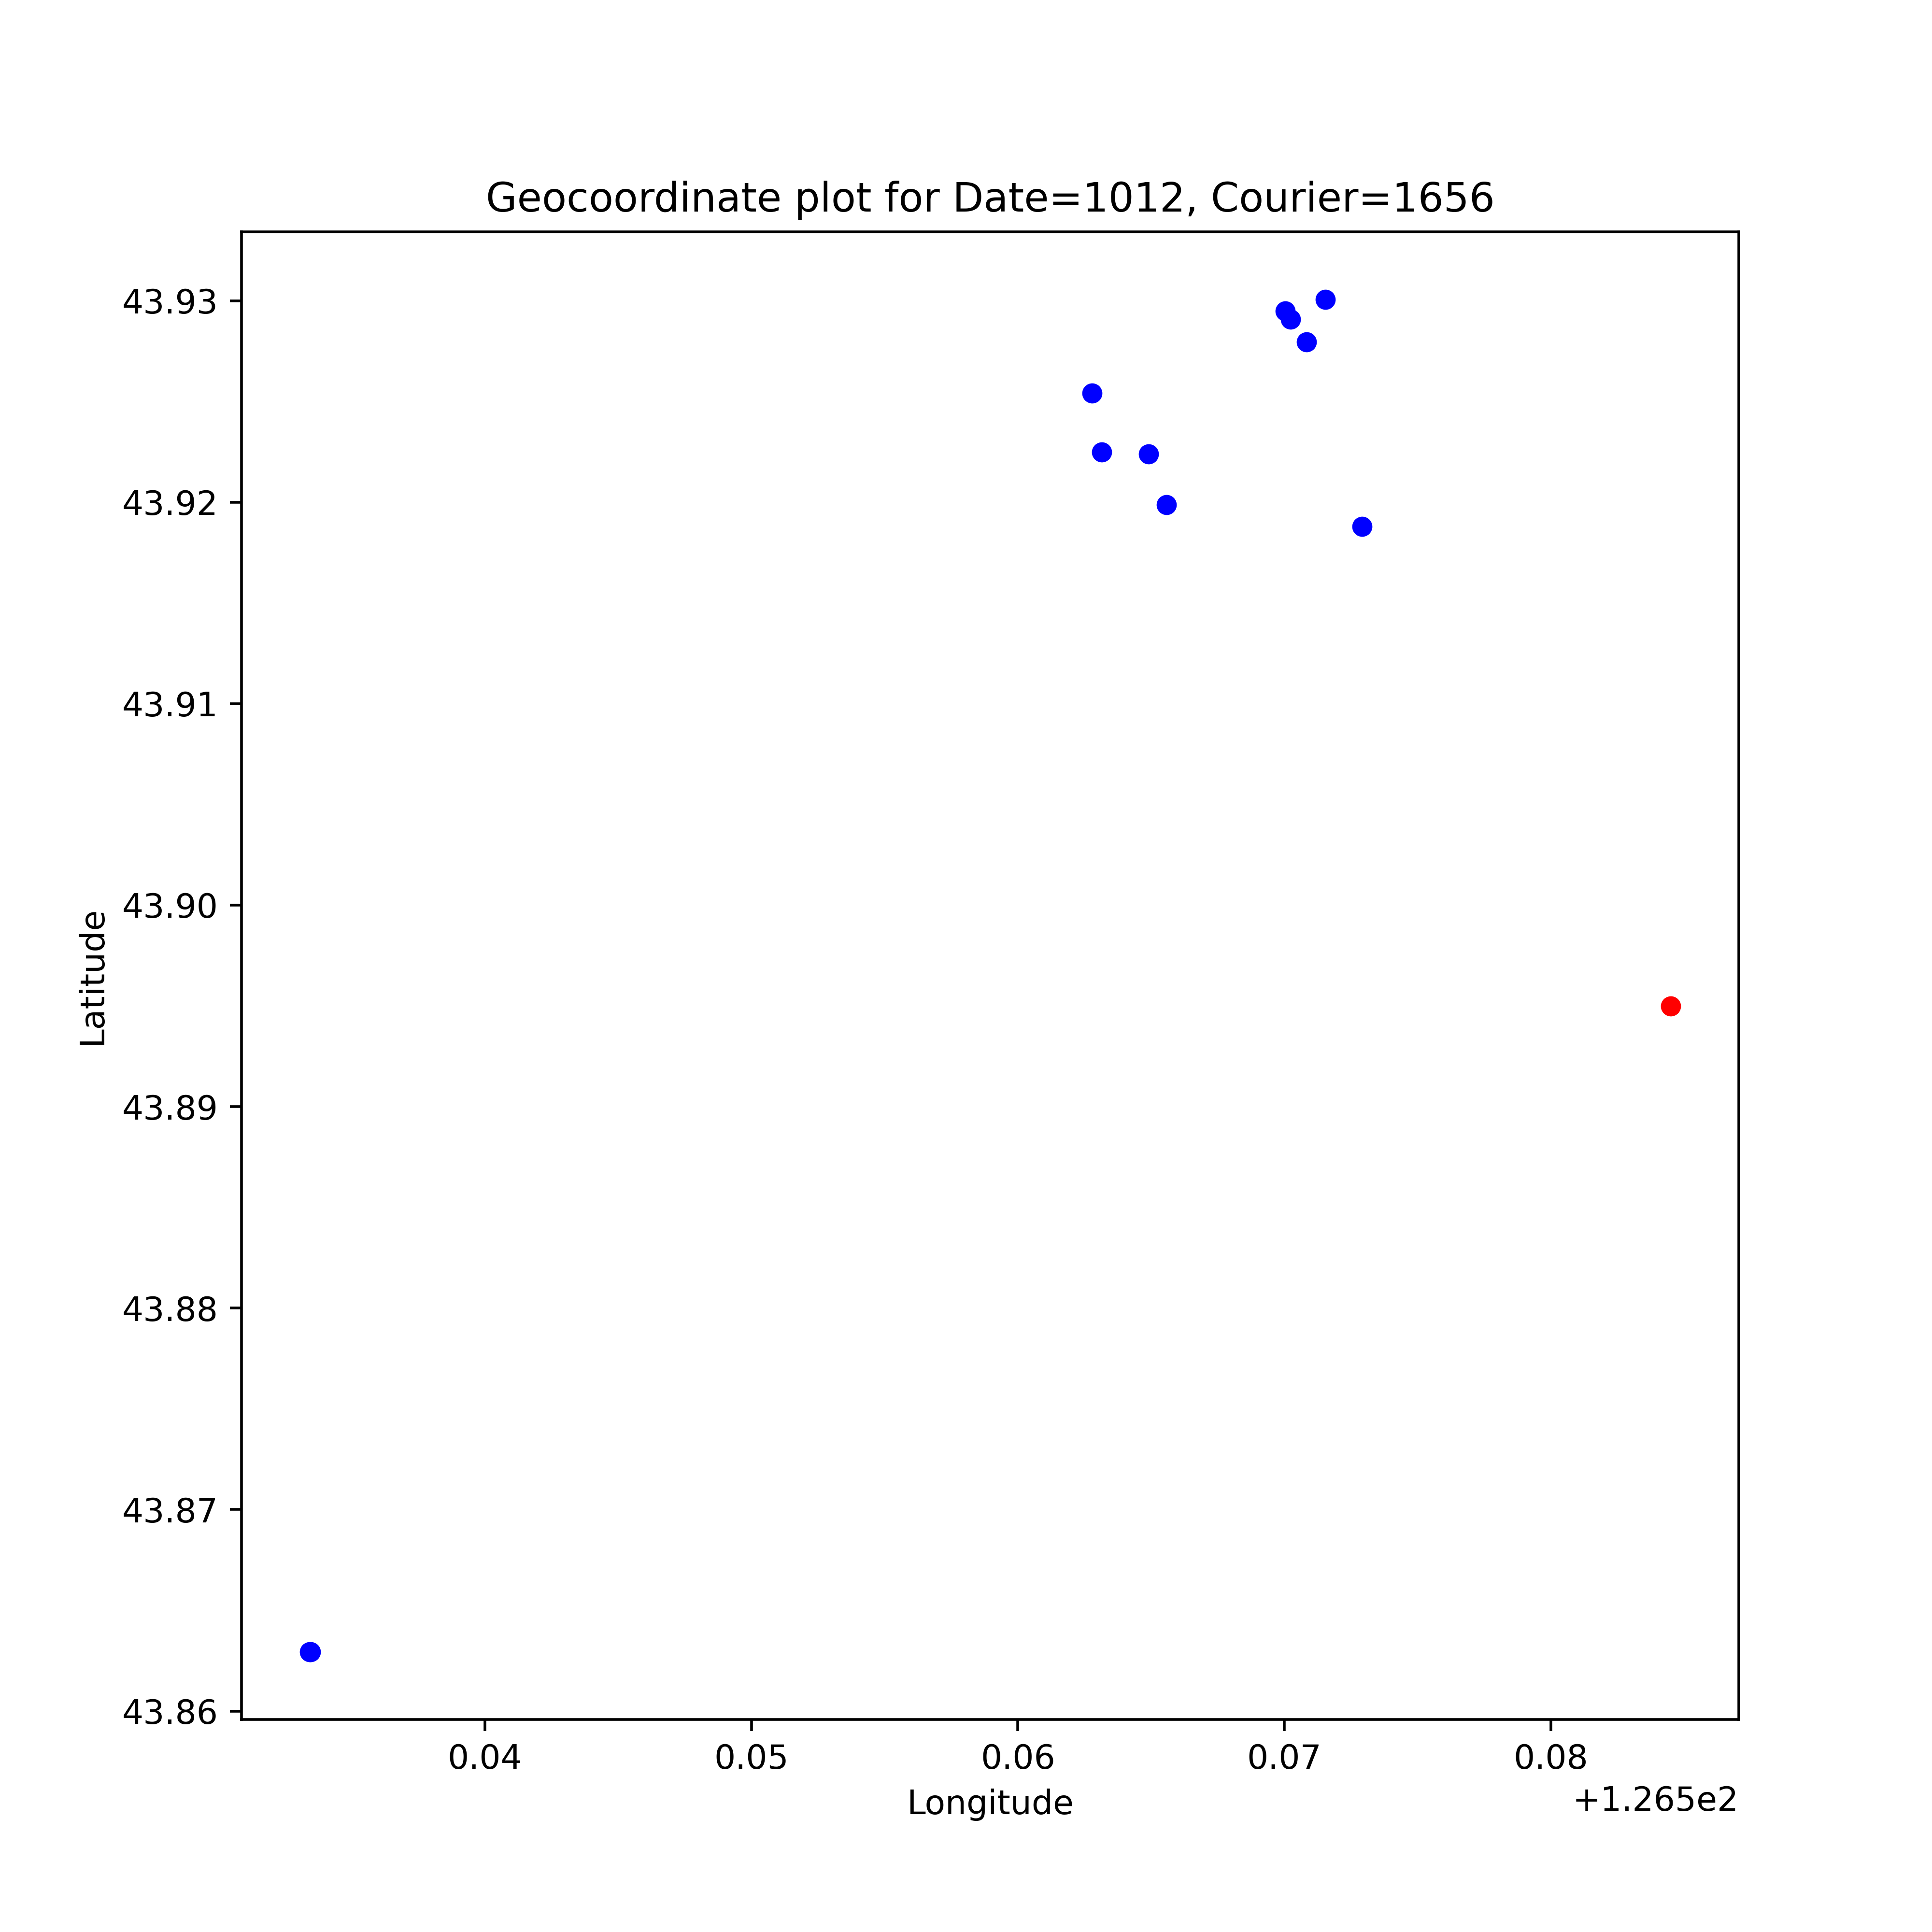 Geocoordinate plot for Date=1012, Courier=1656
43.93
43.92
43.91
43.90
43.89
43.88
43.87
43.86
Latitude
0.04 0.05 0.06 0.07 0.08
+1.265e2
Longitude